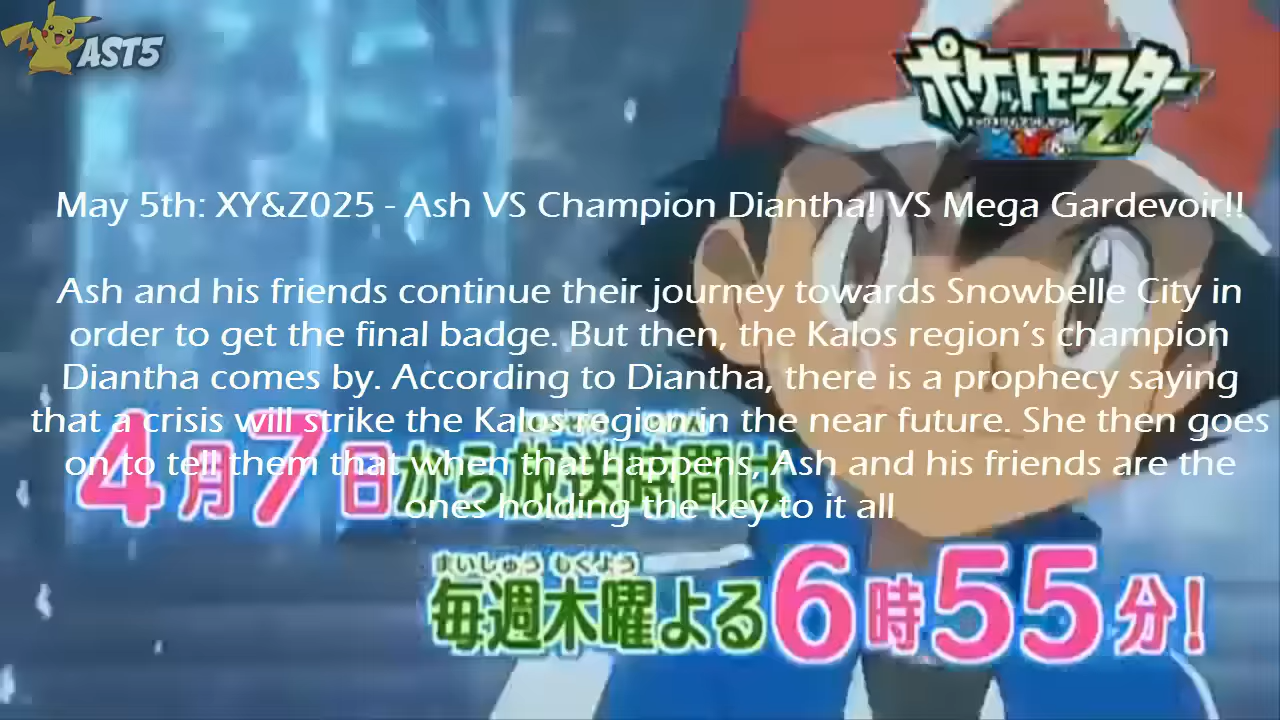 AST5
ポケットモンスター
XY&Z
May 5th: XY&Z025 - Ash VS Champion Diantha! VS Mega Gardevoir!!
Ash and his friends continue their journey towards Snowbelle City in
order to get the final badge. But then, the Kalos region's champion
Diantha comes by. According to Diantha, there is a prophecy saying
that a crisis will strike the Kalos region in the near future. She then goes
on to tell them that when that happens, Ash and his friends are the
ones holding the key to it all
4月7日から放送時間は
まいしゅう もくよう
毎週木曜よる6時55分!